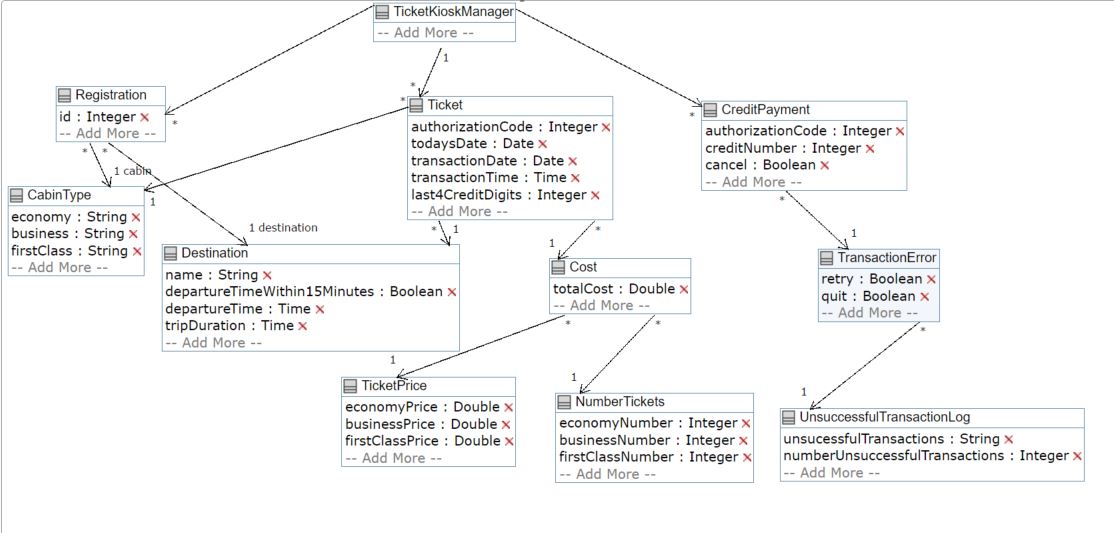 TicketKioskManager
-- Add More --
1
*
*
Registration
id : Integer
-- Add More --
*
*
*
1 cabin
CabinType
economy : String
business : String
firstClass : String
-- Add More --
1
Ticket
authorizationCode : Integer
todaysDate : Date
transactionDate : Date
transactionTime : Time
last4CreditDigits : Integer
-- Add More --
*
1
*
CreditPayment
authorizationCode : Integer
creditNumber : Integer
cancel : Boolean
-- Add More --
*
*
1 destination
Destination
name : String
departureTimeWithin15Minutes : Boolean
departureTime : Time
tripDuration : Time
-- Add More --
1
Cost
totalCost : Double
-- Add More --
*
*
1
TransactionError
retry : Boolean
quit : Boolean
-- Add More --
*
1
TicketPrice
economyPrice : Double
businessPrice : Double
firstClassPrice : Double
-- Add More --
1
NumberTickets
economyNumber : Integer
businessNumber : Integer
firstClassNumber : Integer
-- Add More --
1
UnsuccessfulTransactionLog
unsucessfulTransactions : String
numberUnsuccessfulTransactions : Integer
-- Add More --